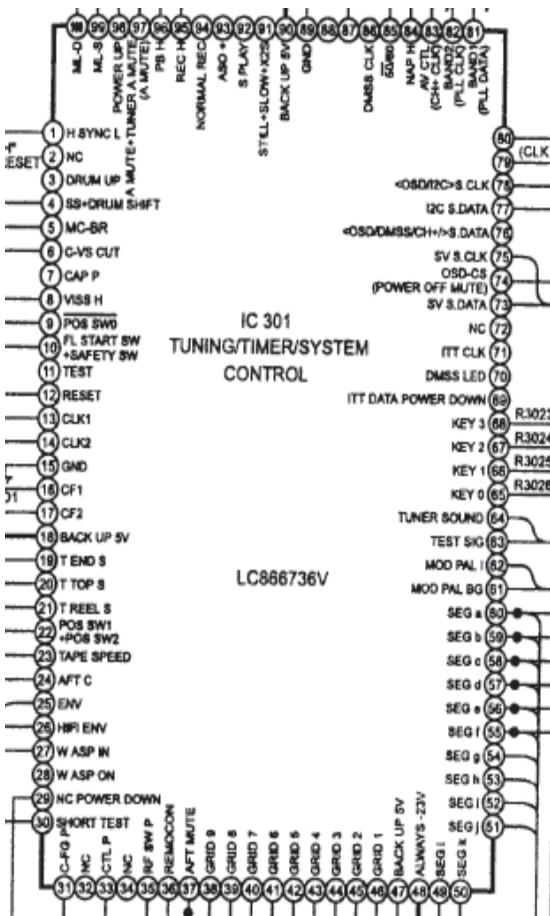 100 99 98 97 96 95 94 93 92 91 90 89 88 87 86 85 84 83 82 81
ML-D
ML-S
POWER UP
A MUTE+TUNER A MUTE
(A MUTE)
PB H
REC H
NORMAL REC
ASO +
S PLAY
STILL+SLOW+X2S
BACK UP 5V
GND
DMSS CLK
50/60
NAP H
AV CTL
(CH+ CLK)
BAND2
(PLL CLK)
BAND1
(PLL DATA)
1 H SYNC L
2 NC
ESET
3 DRUM UP
4 SS+DRUM SHIFT
5 MC-BR
6 C-VS CUT
7 CAP P
8 VISS H
9 POS SW0
10 FL START SW
+SAFETY SW
11 TEST
12 RESET
13 CLK1
14 CLK2
15 GND
16 CF1
17 CF2
18 BACK UP 5V
19 T END S
20 T TOP S
21 T REEL S
22 POS SW1
+POS SW2
23 TAPE SPEED
24 AFT C
25 ENV
26 HIFI ENV
27 W ASP IN
28 W ASP ON
29 NC POWER DOWN
30 SHORT TEST
IC 301
TUNING/TIMER/SYSTEM
CONTROL
LC866736V
80
(CLK
79
<OSD/I2C>S.CLK 78
I2C S.DATA 77
<OSD/DMSS/CH+/>S.DATA 76
SV S.CLK 75
OSD-CS
(POWER OFF MUTE) 74
SV S.DATA 73
NC 72
ITT CLK 71
DMSS LED 70
ITT DATA POWER DOWN 69
KEY 3 68 R3023
KEY 2 67 R3024
KEY 1 66 R3025
KEY 0 65 R3026
TUNER SOUND 64
TEST SIG 63
MOD PAL I 62
MOD PAL BG 61
SEG a 60
SEG b 59
SEG c 58
SEG d 57
SEG e 56
SEG f 55
SEG g 54
SEG h 53
SEG i 52
SEG j 51
C-FG P
NC
CTL P
NC
RF SW P
REMOCON
AFT MUTE
GRID 9
GRID 8
GRID 7
GRID 6
GRID 5
GRID 4
GRID 3
GRID 2
GRID 1
BACK UP 5V
ALWAYS -23V
SEG l
SEG k
31 32 33 34 35 36 37 38 39 40 41 42 43 44 45 46 47 48 49 50